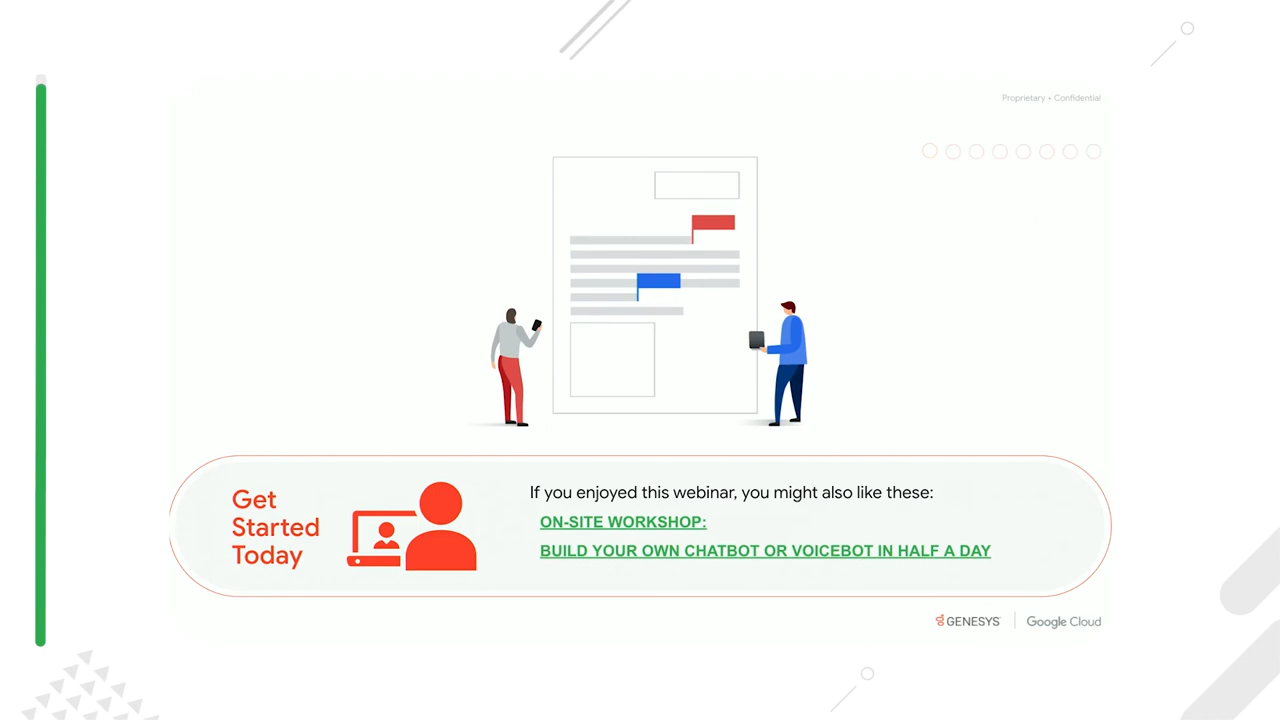 Proprietary + Confidential
Get
Started
Today
If you enjoyed this webinar, you might also like these:
ON-SITE WORKSHOP:
BUILD YOUR OWN CHATBOT OR VOICEBOT IN HALF A DAY
GENESYS
Google Cloud